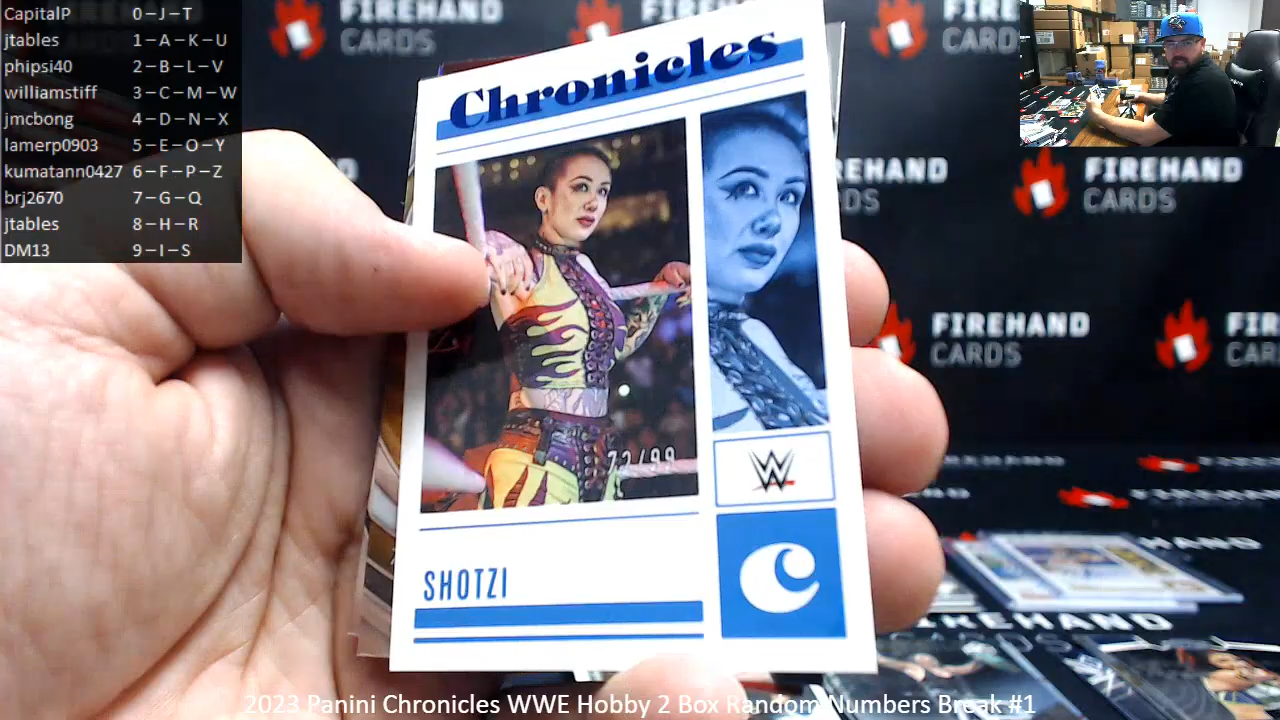 CapitalP 0–J–T
jtables 1–A–K–U
phipsi40 2–B–L–V
williamstiff 3–C–M–W
jmcbong 4–D–N–X
lamerp0903 5–E–O–Y
kumatann0427 6–F–P–Z
brj2670 7–G–Q
jtables 8–H–R
DM13 9–I–S
FIREHAND
CARDS
FIREHAND
CARDS
FIREHAND
CARDS
FIREHAND
CARDS
Chronicles
72/99
W
SHOTZI
C
2023 Panini Chronicles WWE Hobby 2 Box Random Numbers Break #1